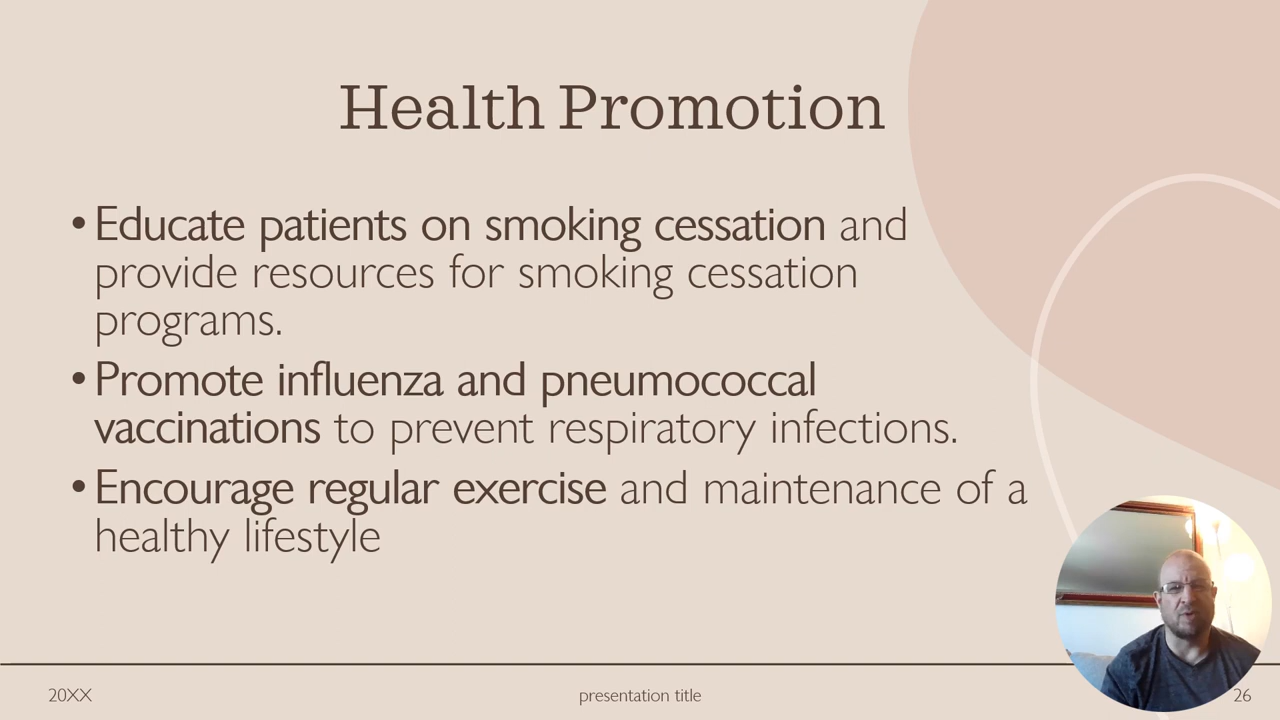 Health Promotion
• Educate patients on smoking cessation and
provide resources for smoking cessation
programs.
• Promote influenza and pneumococcal
vaccinations to prevent respiratory infections.
• Encourage regular exercise and maintenance of a
healthy lifestyle
20XX
presentation title
26